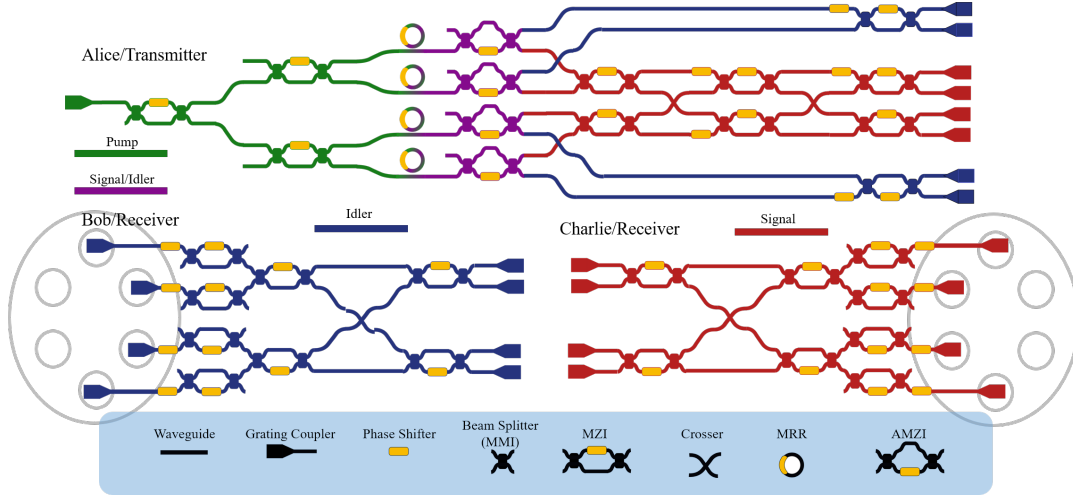 Alice/Transmitter
Pump
Signal/Idler
Bob/Receiver
Idler
Charlie/Receiver
Signal
Waveguide
Grating Coupler
Phase Shifter
Beam Splitter
(MMI)
MZI
Crosser
MRR
AMZI